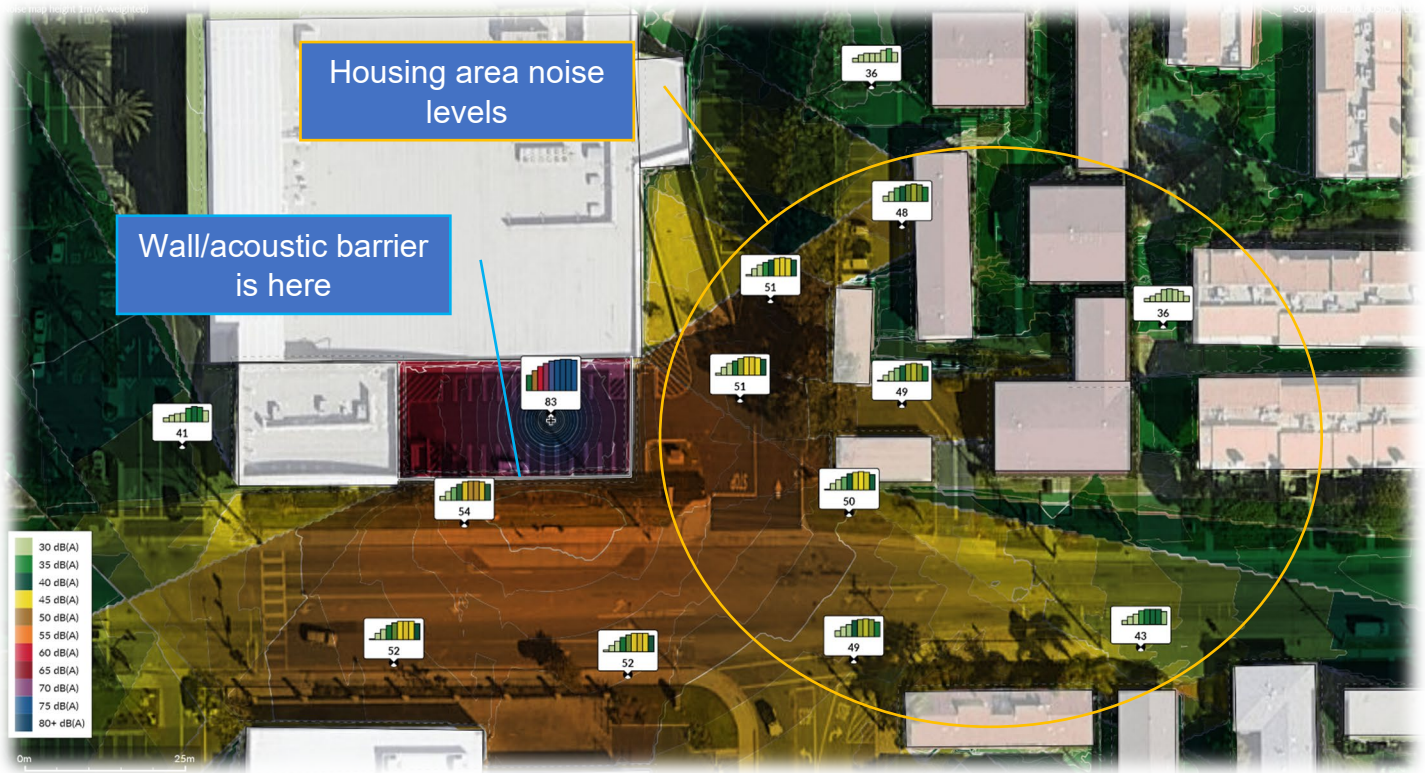 Housing area noise
levels
36
48
Wall/acoustic barrier
is here
51
36
83
51
49
41
54
50
STOP
30 dB(A)
35 dB(A)
40 dB(A)
45 dB(A)
50 dB(A)
55 dB(A)
60 dB(A)
65 dB(A)
70 dB(A)
75 dB(A)
80+ dB(A)
52
52
49
43
0m 25m